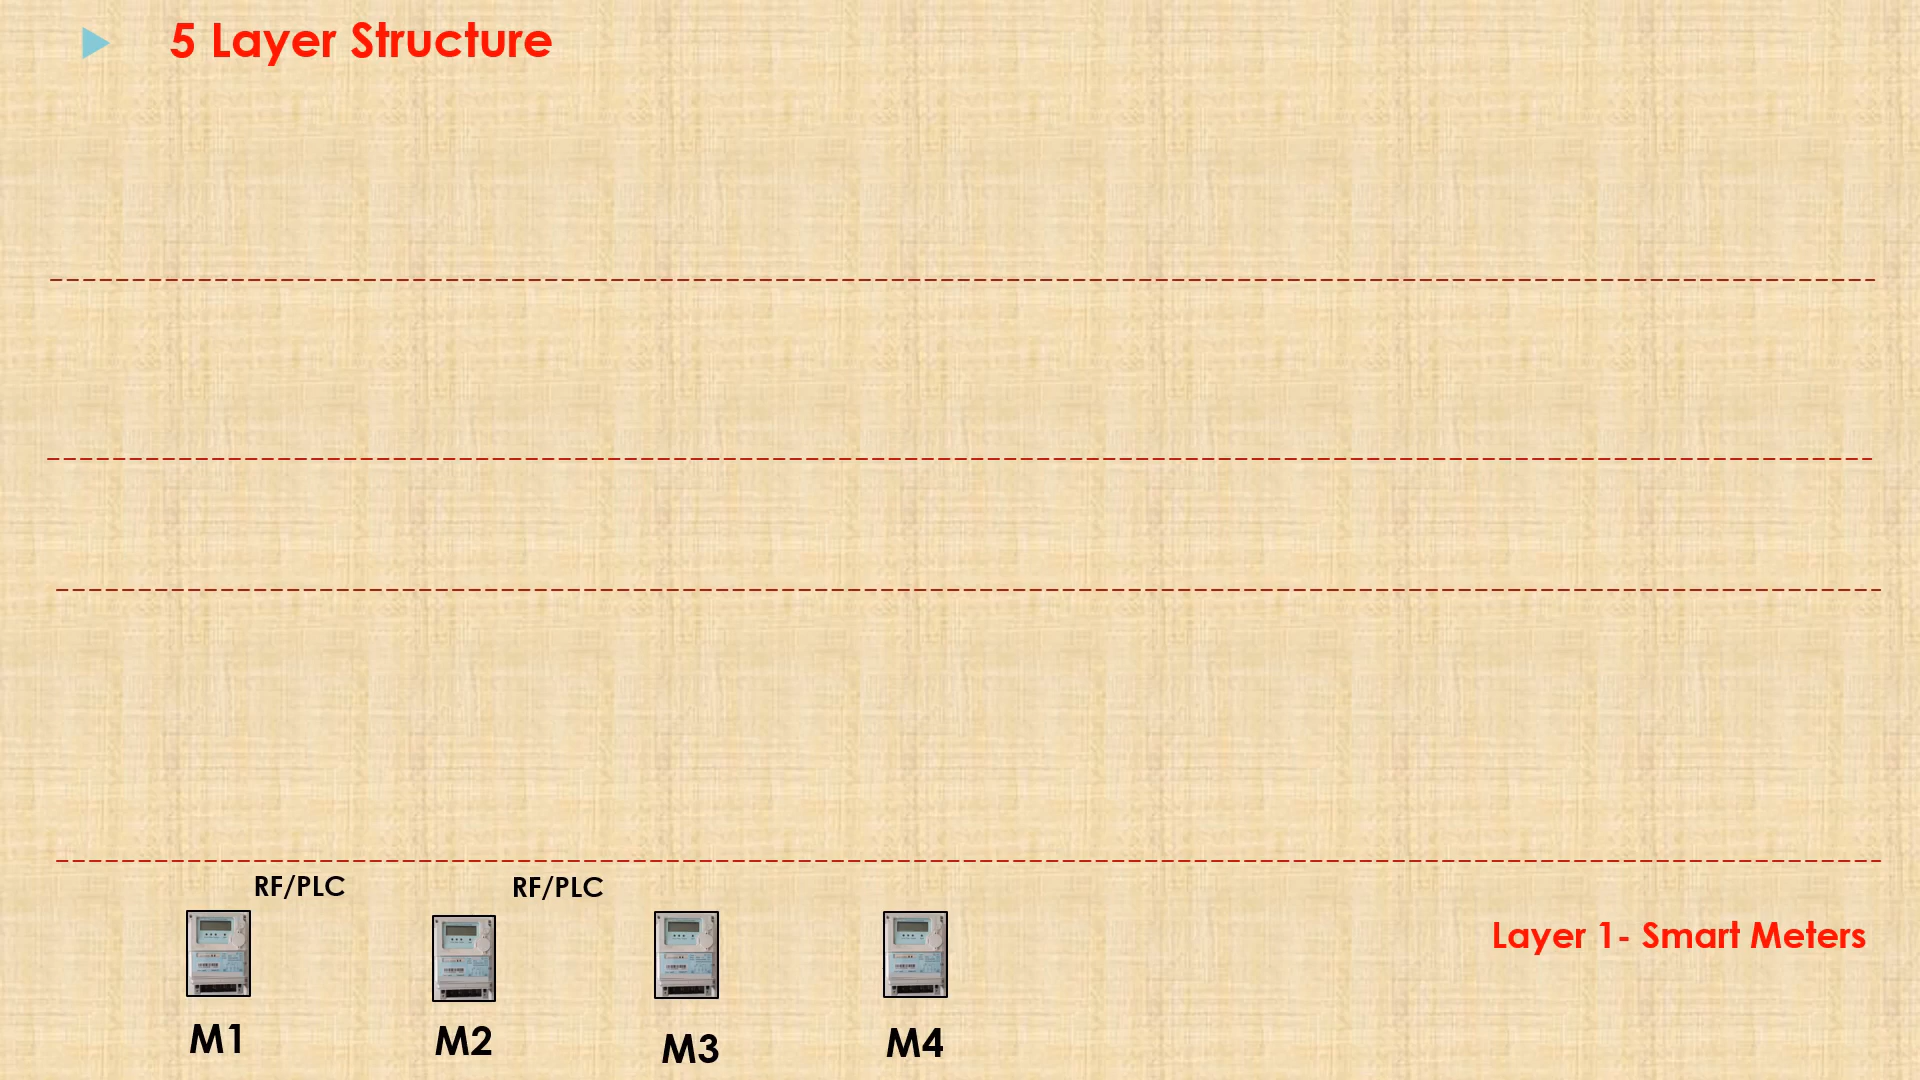 5 Layer Structure
RF/PLC
RF/PLC
Layer 1- Smart Meters
M1
M2
M3
M4